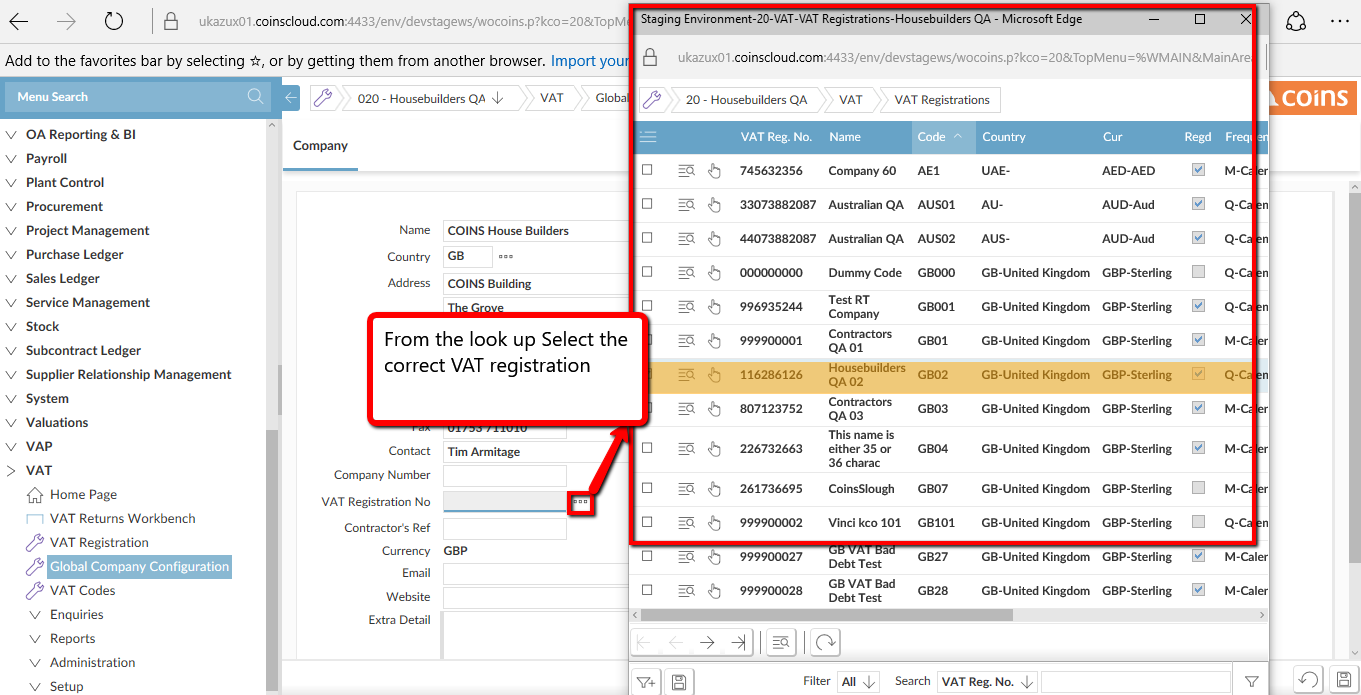 ukazux01.coinscloud.com:4433/env/devstagews/wocoins.p?kco=20&TopM
Add to the favorites bar by selecting ☆, or by getting them from another browser. Import your
Menu Search
020 - Housebuilders QA
VAT
Global
OA Reporting & BI
Payroll
Plant Control
Procurement
Project Management
Purchase Ledger
Sales Ledger
Service Management
Stock
Subcontract Ledger
Supplier Relationship Management
System
Valuations
VAP
VAT
Home Page
VAT Returns Workbench
VAT Registration
Global Company Configuration
VAT Codes
Enquiries
Reports
Administration
Setup
Company
Name COINS House Builders
Country GB
Address COINS Building
The Grove
From the look up Select the
correct VAT registration
Fax 01753 711010
Contact Tim Armitage
Company Number
VAT Registration No
Contractor's Ref
Currency GBP
Email
Website
Extra Detail
Staging Environment-20-VAT-VAT Registrations-Housebuilders QA - Microsoft Edge
ukazux01.coinscloud.com:4433/env/devstagews/wocoins.p?kco=20&TopMenu=%WMAIN&MainArea
20 - Housebuilders QA
VAT
VAT Registrations
coins
VAT Reg. No. Name Code Country Cur Regd Frequen
745632356 Company 60 AE1 UAE- AED-AED M-Calen
33073882087 Australian QA AUS01 AU- AUD-Aud Q-Calen
44073882087 Australian QA AUS02 AUS- AUD-Aud Q-Calen
000000000 Dummy Code GB000 GB-United Kingdom GBP-Sterling Q-Calen
996935244 Test RT Company GB001 GB-United Kingdom GBP-Sterling Q-Calen
999900001 Contractors QA 01 GB01 GB-United Kingdom GBP-Sterling M-Calen
116286126 Housebuilders QA 02 GB02 GB-United Kingdom GBP-Sterling Q-Calen
807123752 Contractors QA 03 GB03 GB-United Kingdom GBP-Sterling M-Calen
226732663 This name is either 35 or 36 charac GB04 GB-United Kingdom GBP-Sterling M-Calen
261736695 CoinsSlough GB07 GB-United Kingdom GBP-Sterling M-Calen
999900002 Vinci kco 101 GB101 GB-United Kingdom GBP-Sterling Q-Calen
999900027 GB VAT Bad Debt Test GB27 GB-United Kingdom GBP-Sterling M-Caler
999900028 GB VAT Bad Debt Test GB28 GB-United Kingdom GBP-Sterling M-Caler
Filter All Search VAT Reg. No.